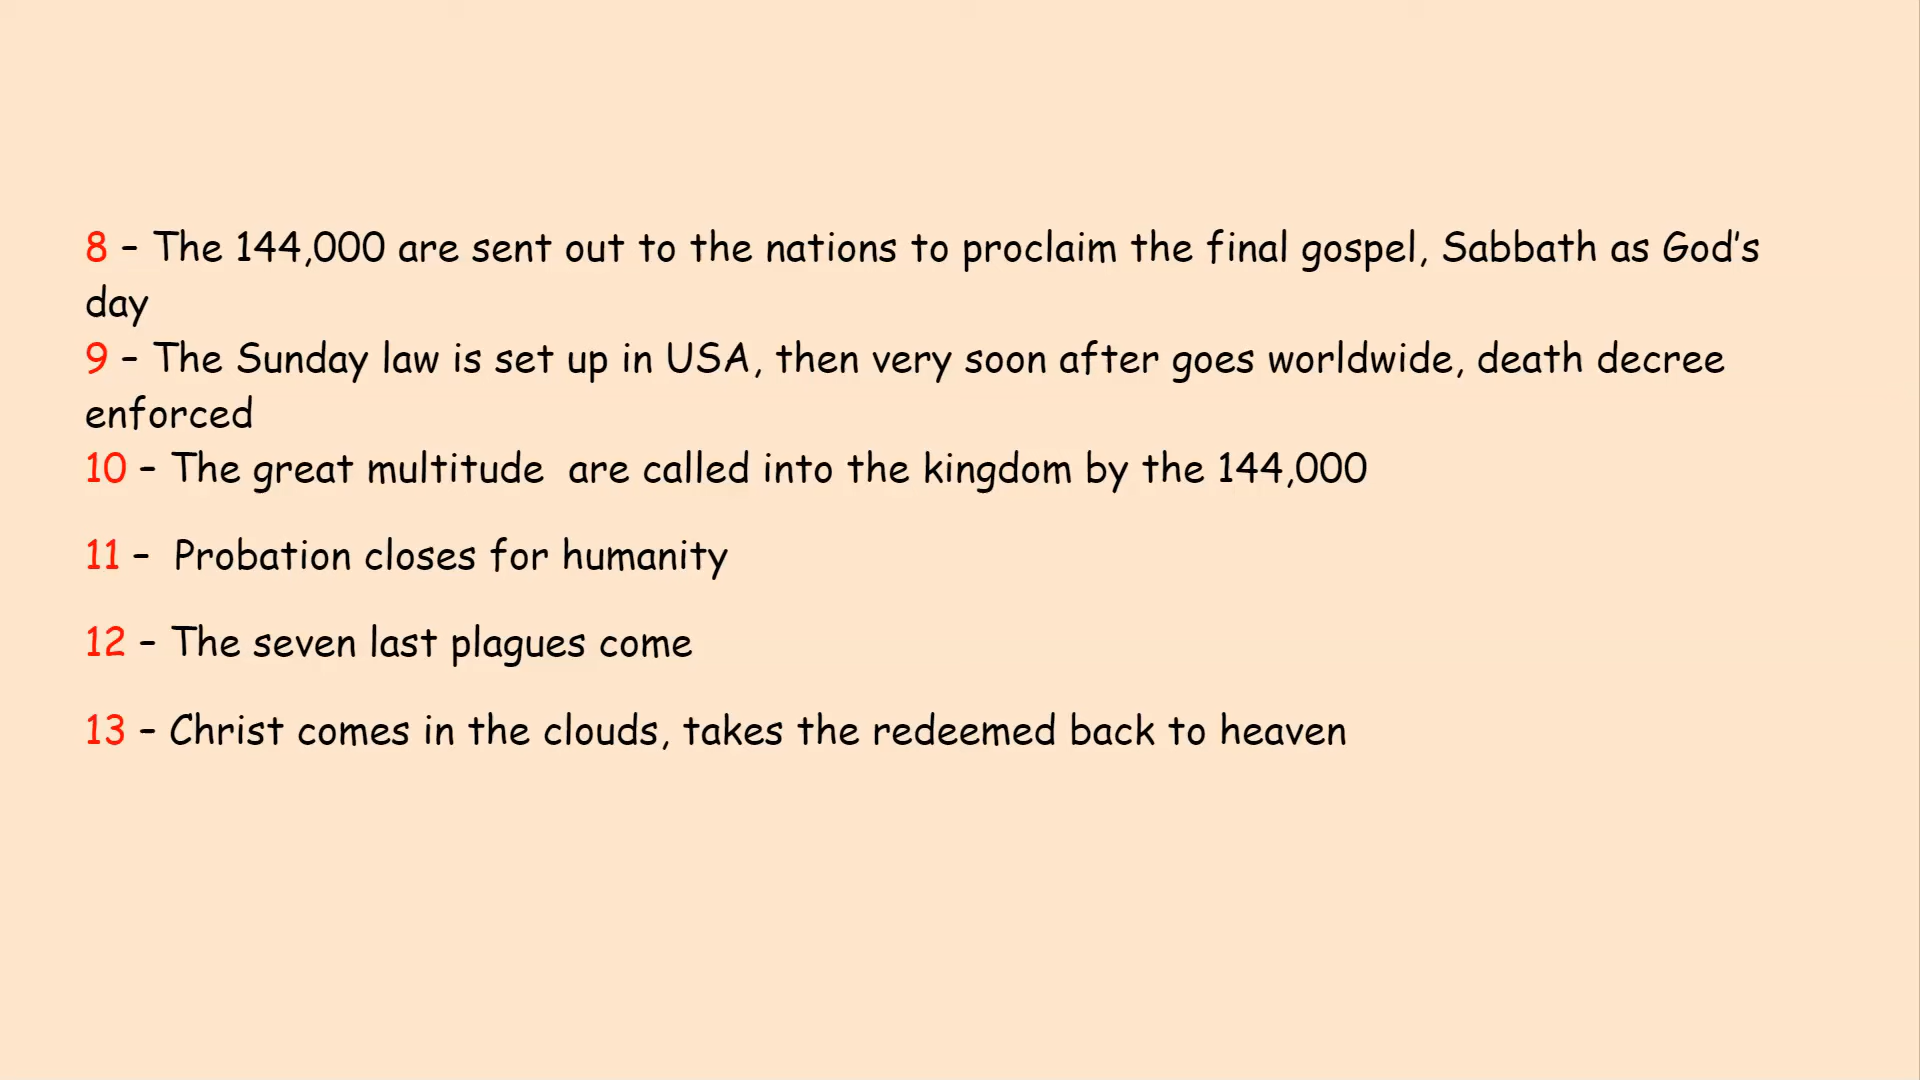 8 – The 144,000 are sent out to the nations to proclaim the final gospel, Sabbath as God’s
day
9 – The Sunday law is set up in USA, then very soon after goes worldwide, death decree
enforced
10 – The great multitude  are called into the kingdom by the 144,000
11 –  Probation closes for humanity
12 – The seven last plagues come
13 – Christ comes in the clouds, takes the redeemed back to heaven